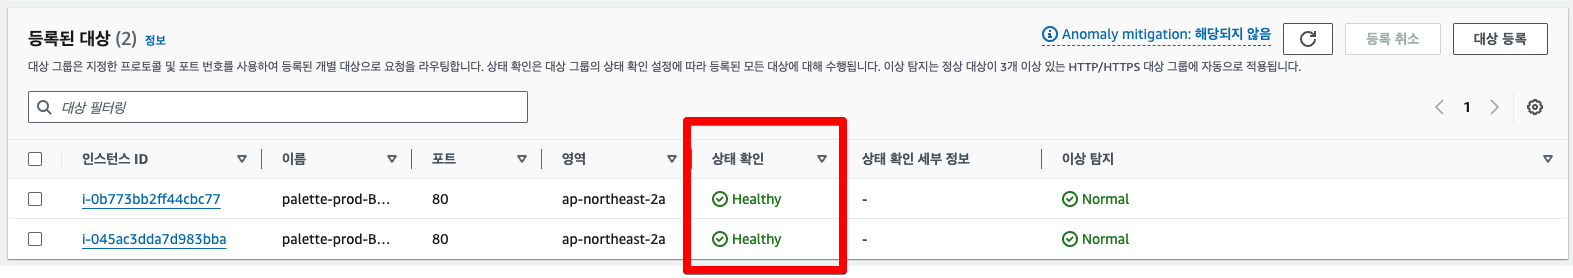 등록된 대상 (2) 정보
Anomaly mitigation: 해당되지 않음
등록 취소
대상 등록
대상 그룹은 지정한 프로토콜 및 포트 번호를 사용하여 등록된 개별 대상으로 요청을 라우팅합니다. 상태 확인은 대상 그룹의 상태 확인 설정에 따라 등록된 모든 대상에 대해 수행됩니다. 이상 탐지는 정상 대상이 3개 이상 있는 HTTP/HTTPS 대상 그룹에 자동으로 적용됩니다.
대상 필터링
1
인스턴스 ID 이름 포트 영역 상태 확인 상태 확인 세부 정보 이상 탐지
i-0b773bb2ff44cbc77 palette-prod-B... 80 ap-northeast-2a Healthy - Normal
i-045ac3dda7d983bba palette-prod-B... 80 ap-northeast-2a Healthy - Normal